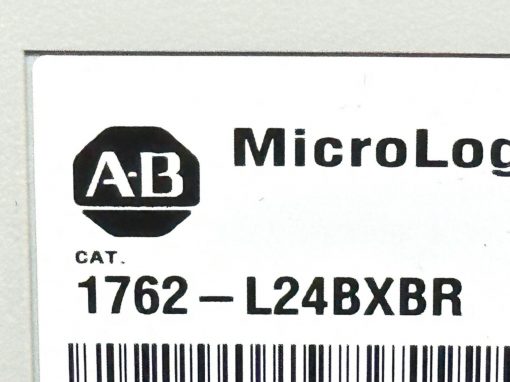 A-B
MicroLog
CAT.
1762-L24BXBR